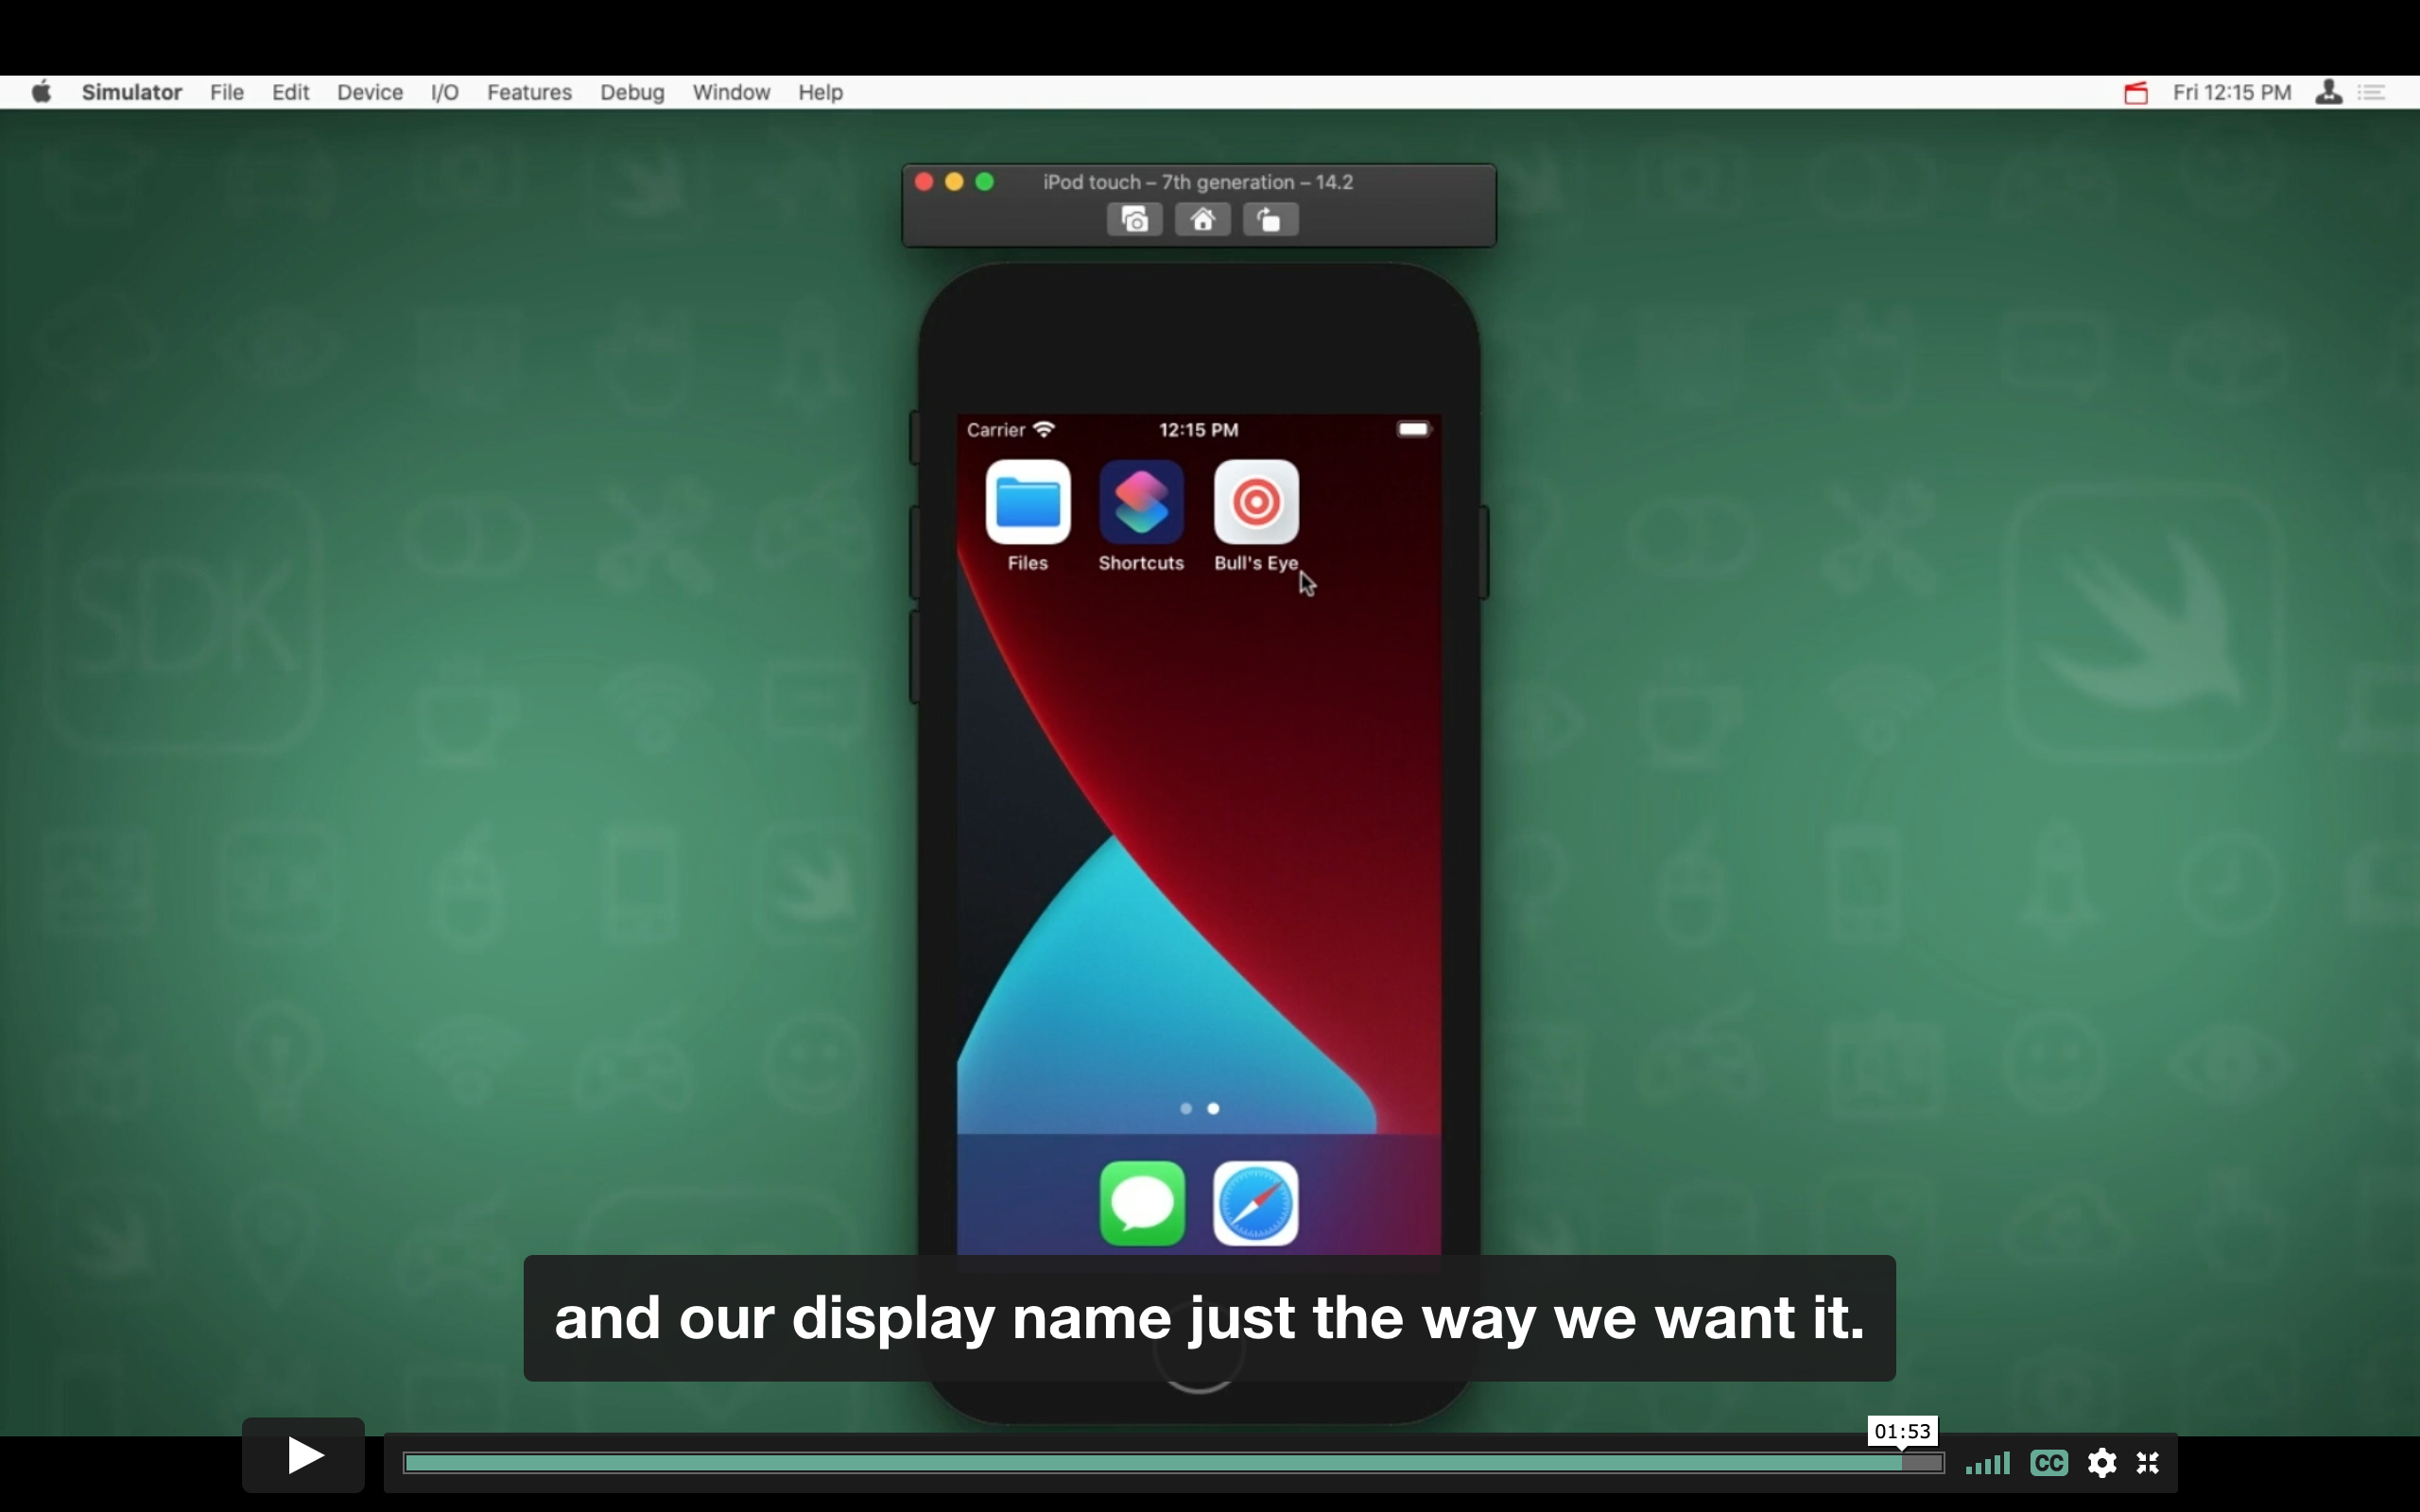 Simulator File Edit Device I/O Features Debug Window Help Fri 12:15 PM
iPod touch – 7th generation – 14.2
Carrier 12:15 PM
Files Shortcuts Bull's Eye
SDK
and our display name just the way we want it.
01:53
CC